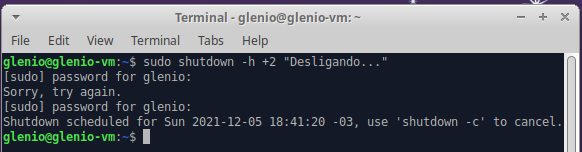 Terminal - glenio@glenio-vm: ~
File Edit View Terminal Tabs Help
glenio@glenio-vm:~$ sudo shutdown -h +2 "Desligando..."
[sudo] password for glenio:
Sorry, try again.
[sudo] password for glenio:
Shutdown scheduled for Sun 2021-12-05 18:41:20 -03, use 'shutdown -c' to cancel.
glenio@glenio-vm:~$